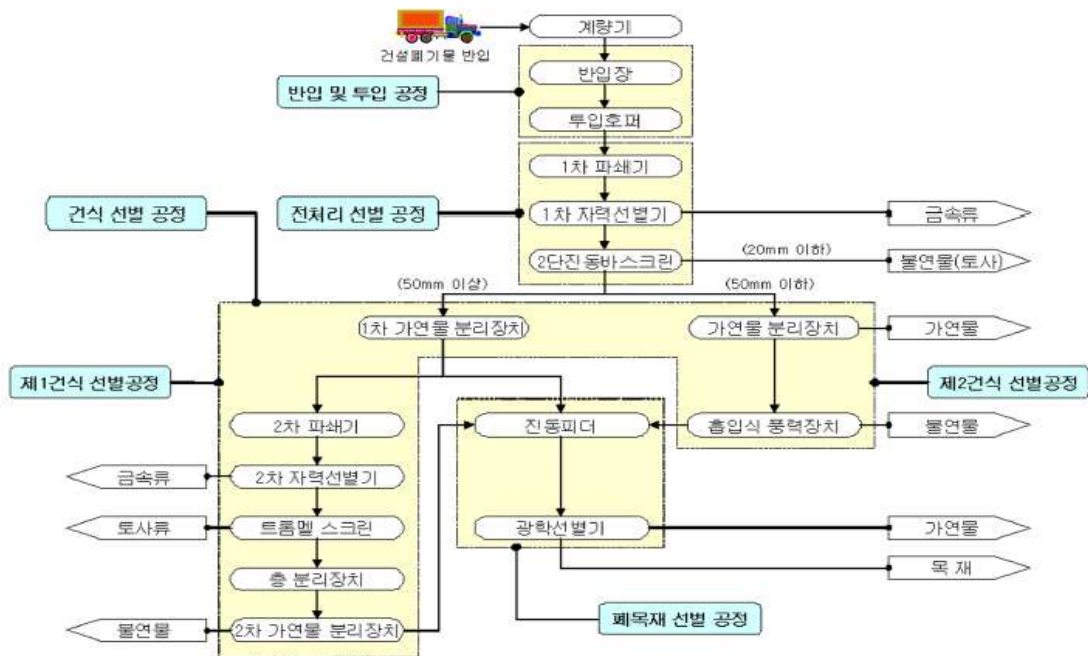 계량기
건설폐기물 반입
반입장
반입 및 투입 공정
투입호퍼
1차 파쇄기
건식 선별 공정
전처리 선별 공정
1차 자력선별기
금속류
(20mm 이하)
2단진동바스크린
불연물(토사)
(50mm 이상)
(50mm 이하)
1차 가연물 분리장치
가연물 분리장치
가연물
제1건식 선별공정
제2건식 선별공정
2차 파쇄기
진동피더
흡입식 풍력장치
불연물
금속류
2차 자력선별기
토사류
트롬멜 스크린
광학선별기
가연물
층 분리장치
목 재
폐목재 선별 공정
불연물
2차 가연물 분리장치